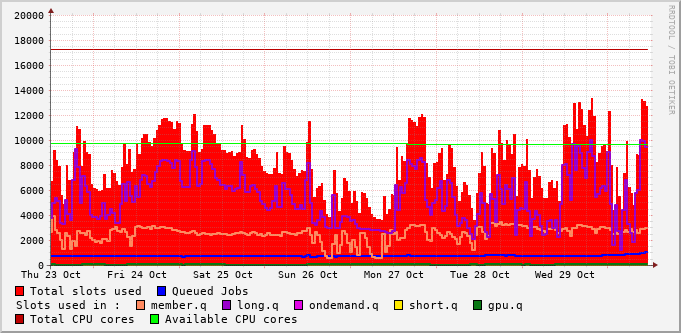 RRDTOOL / TOBI OETIKER
20000
18000
16000
14000
12000
10000
8000
6000
4000
2000
0
Thu 23 Oct Fri 24 Oct Sat 25 Oct Sun 26 Oct Mon 27 Oct Tue 28 Oct Wed 29 Oct
Total slots used Queued Jobs
Slots used in : member.q long.q ondemand.q short.q gpu.q
Total CPU cores Available CPU cores